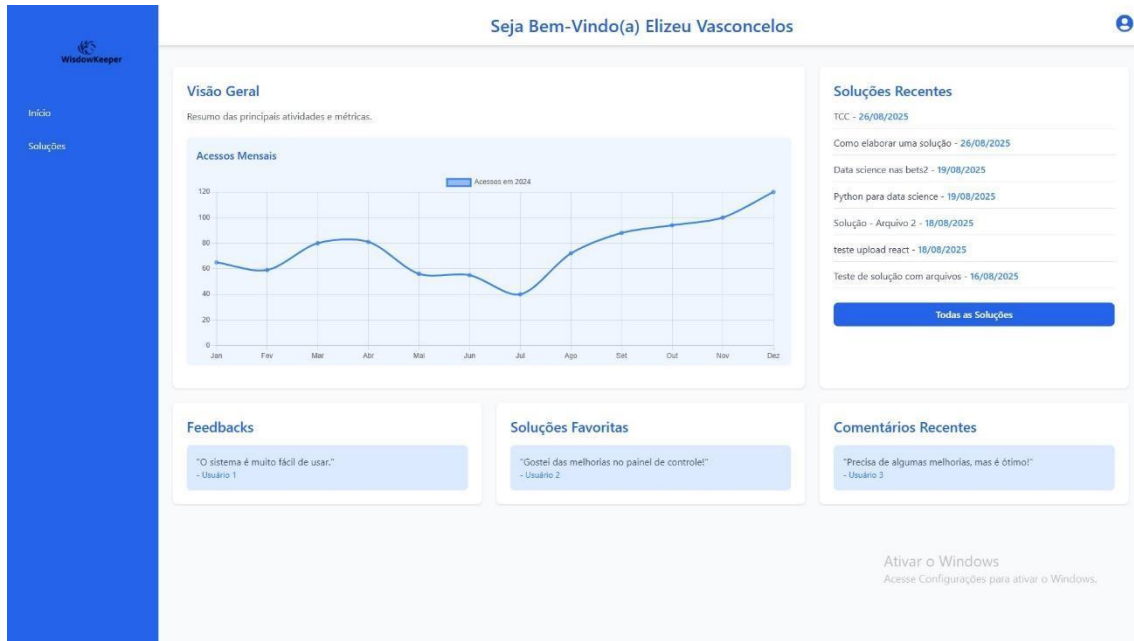 WisdowKeeper
Início
Soluções
Seja Bem-Vindo(a) Elizeu Vasconcelos
Visão Geral
Resumo das principais atividades e métricas.
Acessos Mensais
Acessos em 2024
120
100
80
60
40
20
0
Jan Fev Mar Abr Mai Jun Jul Ago Set Out Nov Dez
Soluções Recentes
TCC - 26/08/2025
Como elaborar uma solução - 26/08/2025
Data science nas bets2 - 19/08/2025
Python para data science - 19/08/2025
Solução - Arquivo 2 - 18/08/2025
teste upload react - 18/08/2025
Teste de solução com arquivos - 16/08/2025
Todas as Soluções
Feedbacks
"O sistema é muito fácil de usar."
- Usuário 1
Soluções Favoritas
"Gostei das melhorias no painel de controle!"
- Usuário 2
Comentários Recentes
"Precisa de algumas melhorias, mas é ótimo!"
- Usuário 3
Ativar o Windows
Acesse Configurações para ativar o Windows.